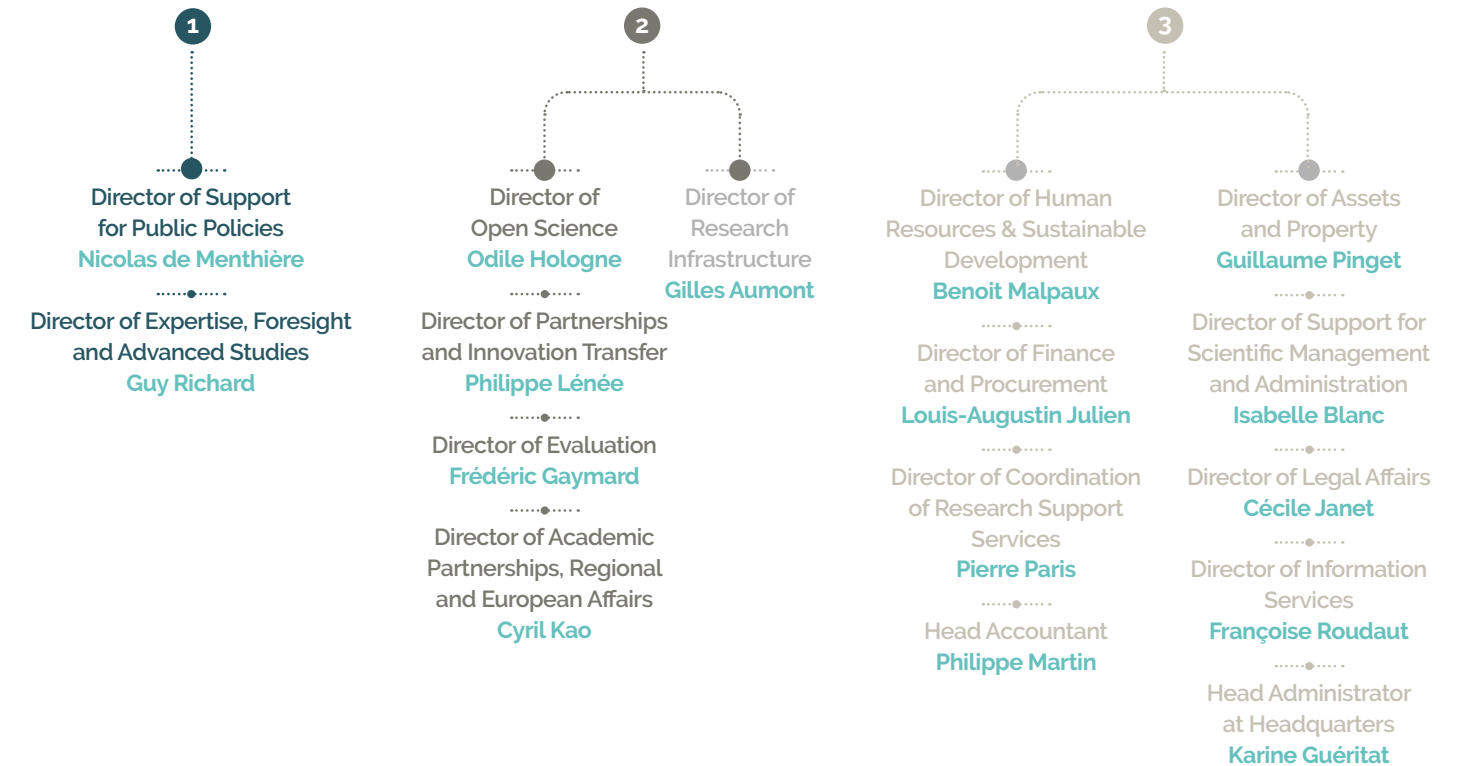 1
Director of Support
for Public Policies
Nicolas de Menthière
Director of Expertise, Foresight
and Advanced Studies
Guy Richard
2
Director of
Open Science
Odile Hologne
Director of Partnerships
and Innovation Transfer
Philippe Lénée
Director of Evaluation
Frédéric Gaymard
Director of Academic
Partnerships, Regional
and European Affairs
Cyril Kao
Director of
Research
Infrastructure
Gilles Aumont
3
Director of Human
Resources & Sustainable
Development
Benoit Malpaux
Director of Finance
and Procurement
Louis-Augustin Julien
Director of Coordination
of Research Support
Services
Pierre Paris
Head Accountant
Philippe Martin
Director of Assets
and Property
Guillaume Pinget
Director of Support for
Scientific Management
and Administration
Isabelle Blanc
Director of Legal Affairs
Cécile Janet
Director of Information
Services
Françoise Roudaut
Head Administrator
at Headquarters
Karine Guéritat